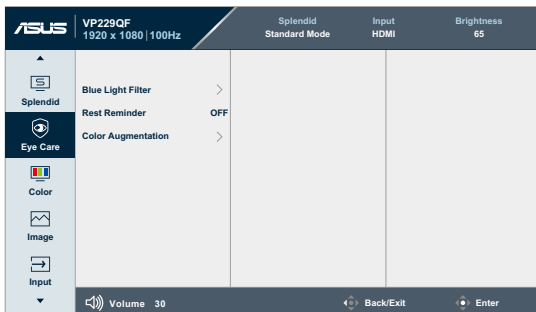 ASUS
VP229QF
1920 x 1080 | 100Hz
Splendid
Standard Mode
Input
HDMI
Brightness
65
Splendid
Eye Care
Color
Image
Input
Blue Light Filter
Rest Reminder OFF
Color Augmentation
Volume 30
Back/Exit
Enter